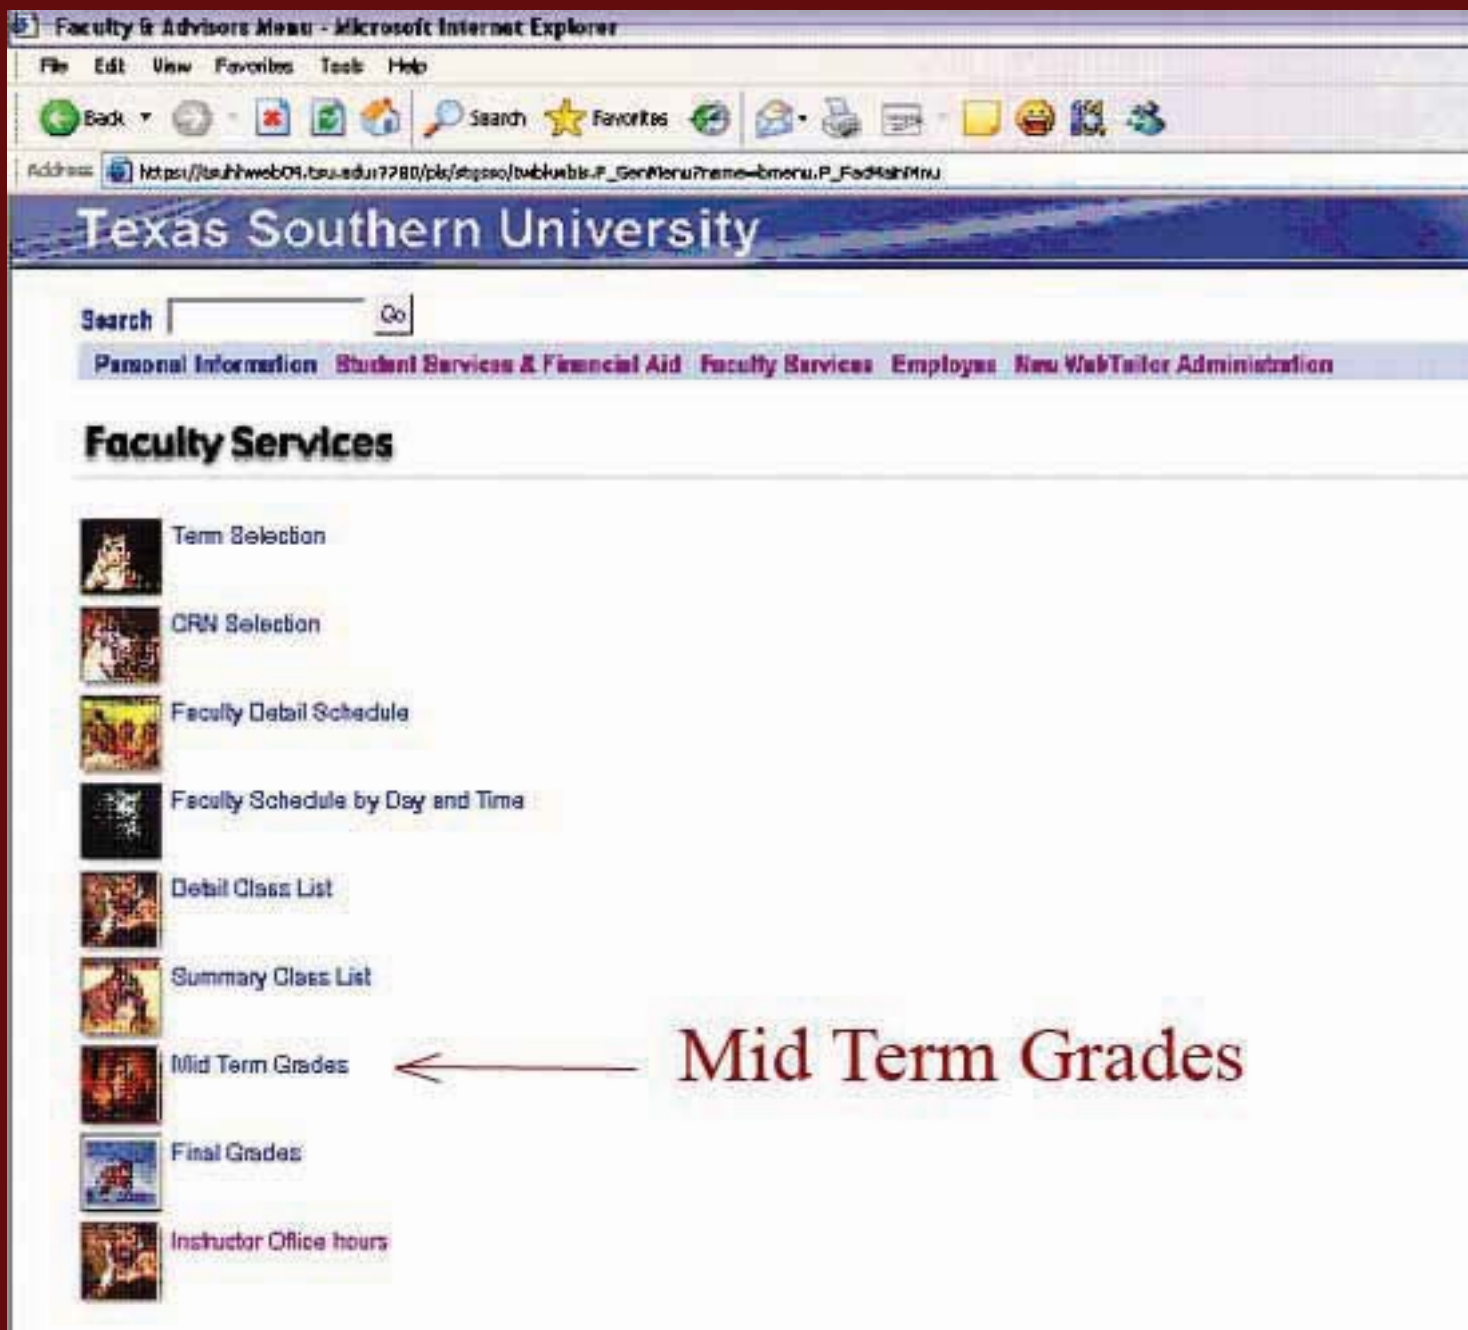 Faculty & Advisors Menu - Microsoft Internet Explorer
File Edit View Favorites Tools Help
Back Search Favorites
Address
Texas Southern University
Search Go
Personal Information Student Services & Financial Aid Faculty Services Employee New WebTailor Administration
Faculty Services
Term Selection
CRN Selection
Faculty Detail Schedule
Faculty Schedule by Day and Time
Detail Class List
Summary Class List
Mid Term Grades Mid Term Grades
Final Grades
Instructor Office hours